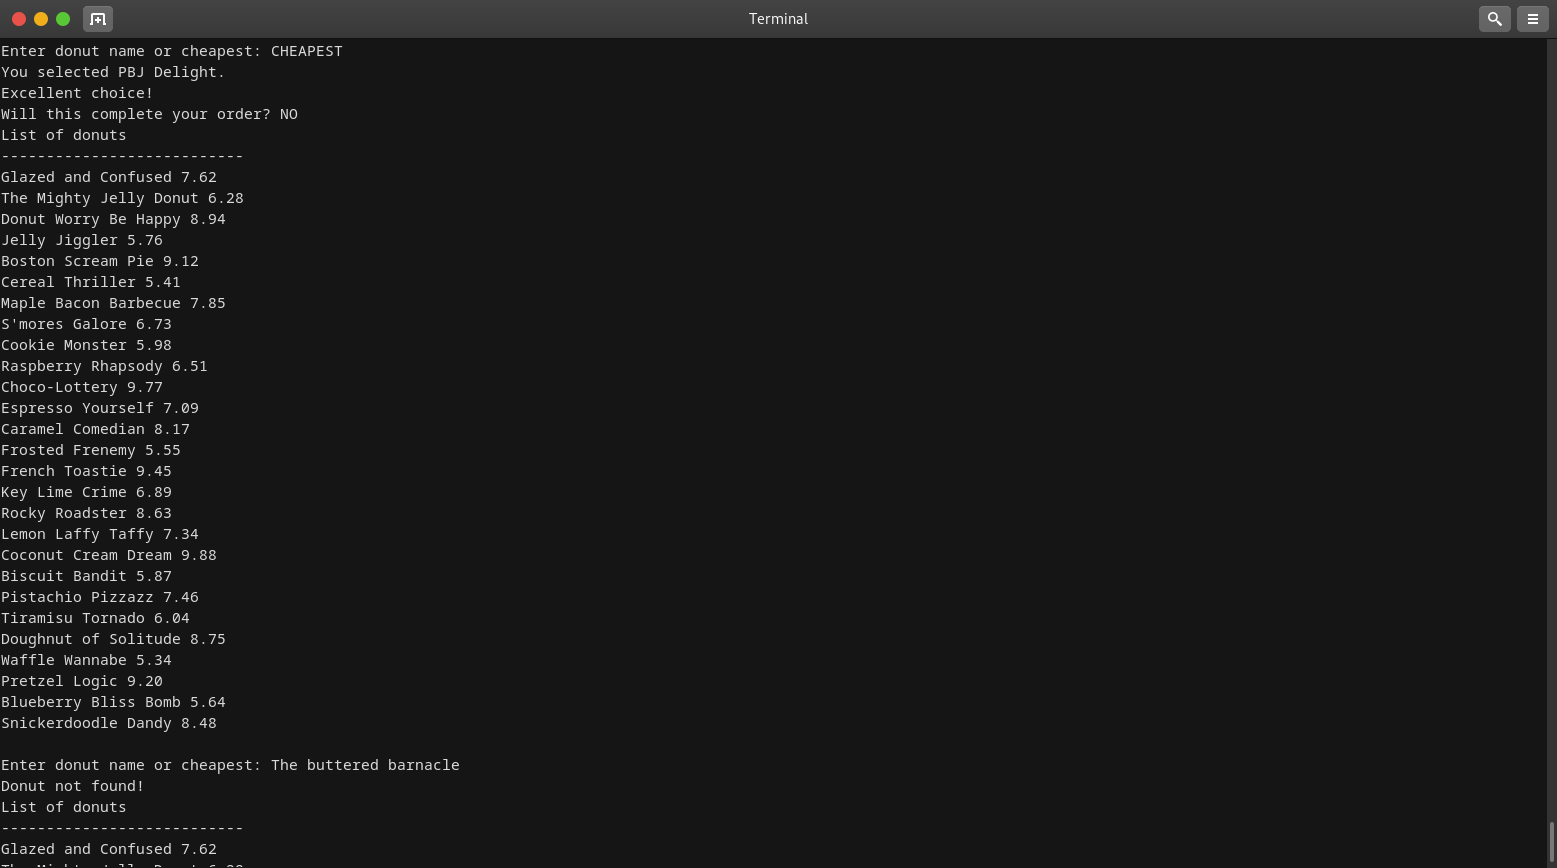 Terminal
Enter donut name or cheapest: CHEAPEST
You selected PBJ Delight.
Excellent choice!
Will this complete your order? NO
List of donuts
---------------------------
Glazed and Confused 7.62
The Mighty Jelly Donut 6.28
Donut Worry Be Happy 8.94
Jelly Jiggler 5.76
Boston Scream Pie 9.12
Cereal Thriller 5.41
Maple Bacon Barbecue 7.85
S'mores Galore 6.73
Cookie Monster 5.98
Raspberry Rhapsody 6.51
Choco-Lottery 9.77
Espresso Yourself 7.09
Caramel Comedian 8.17
Frosted Frenemy 5.55
French Toastie 9.45
Key Lime Crime 6.89
Rocky Roadster 8.63
Lemon Laffy Taffy 7.34
Coconut Cream Dream 9.88
Biscuit Bandit 5.87
Pistachio Pizzazz 7.46
Tiramisu Tornado 6.04
Doughnut of Solitude 8.75
Waffle Wannabe 5.34
Pretzel Logic 9.20
Blueberry Bliss Bomb 5.64
Snickerdoodle Dandy 8.48
Enter donut name or cheapest: The buttered barnacle
Donut not found!
List of donuts
---------------------------
Glazed and Confused 7.62
The Mighty Jelly Donut 6.28